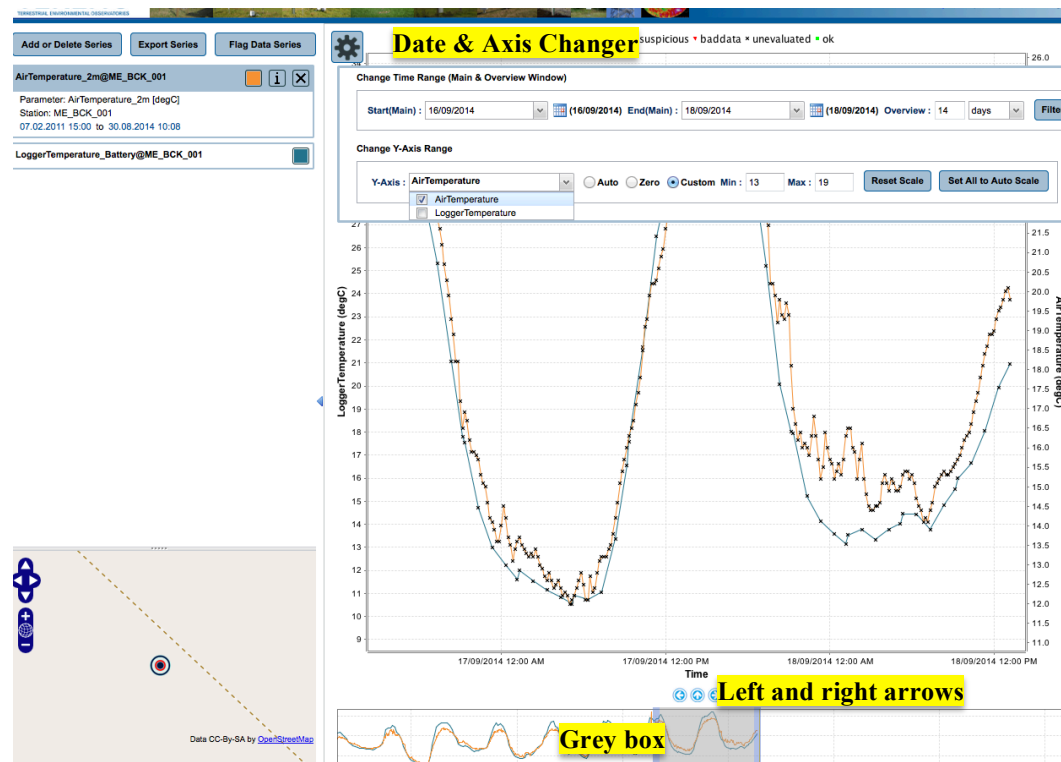 TERRESTRIAL ENVIRONMENTAL OBSERVATORIES
Add or Delete Series Export Series Flag Data Series
AirTemperature_2m@ME_BCK_001
Parameter: AirTemperature_2m [degC]
Station: ME_BCK_001
07.02.2011 15:00 to 30.08.2014 10:08
LoggerTemperature_Battery@ME_BCK_001
Date & Axis Changer
suspicious baddata unevaluated ok
26.0
Change Time Range (Main & Overview Window)
Start(Main) : 16/09/2014 (16/09/2014) End(Main) : 18/09/2014 (18/09/2014) Overview : 14 days Filte
Change Y-Axis Range
Y-Axis : AirTemperature Auto Zero Custom Min : 13 Max : 19 Reset Scale Set All to Auto Scale
AirTemperature
LoggerTemperature
27
26
25
24
23
22
21
20
19
18
17
16
15
14
13
12
11
10
9
LoggerTemperature (degC)
21.5
21.0
20.5
20.0
19.5
19.0
18.5
18.0
17.5
17.0
16.5
16.0
15.5
15.0
14.5
14.0
13.5
13.0
12.5
12.0
11.5
11.0
AirTemperature (degC)
17/09/2014 12:00 AM 17/09/2014 12:00 PM 18/09/2014 12:00 AM 18/09/2014 12:00 PM
Time
Left and right arrows
Grey box
Data CC-By-SA by OpenStreetMap